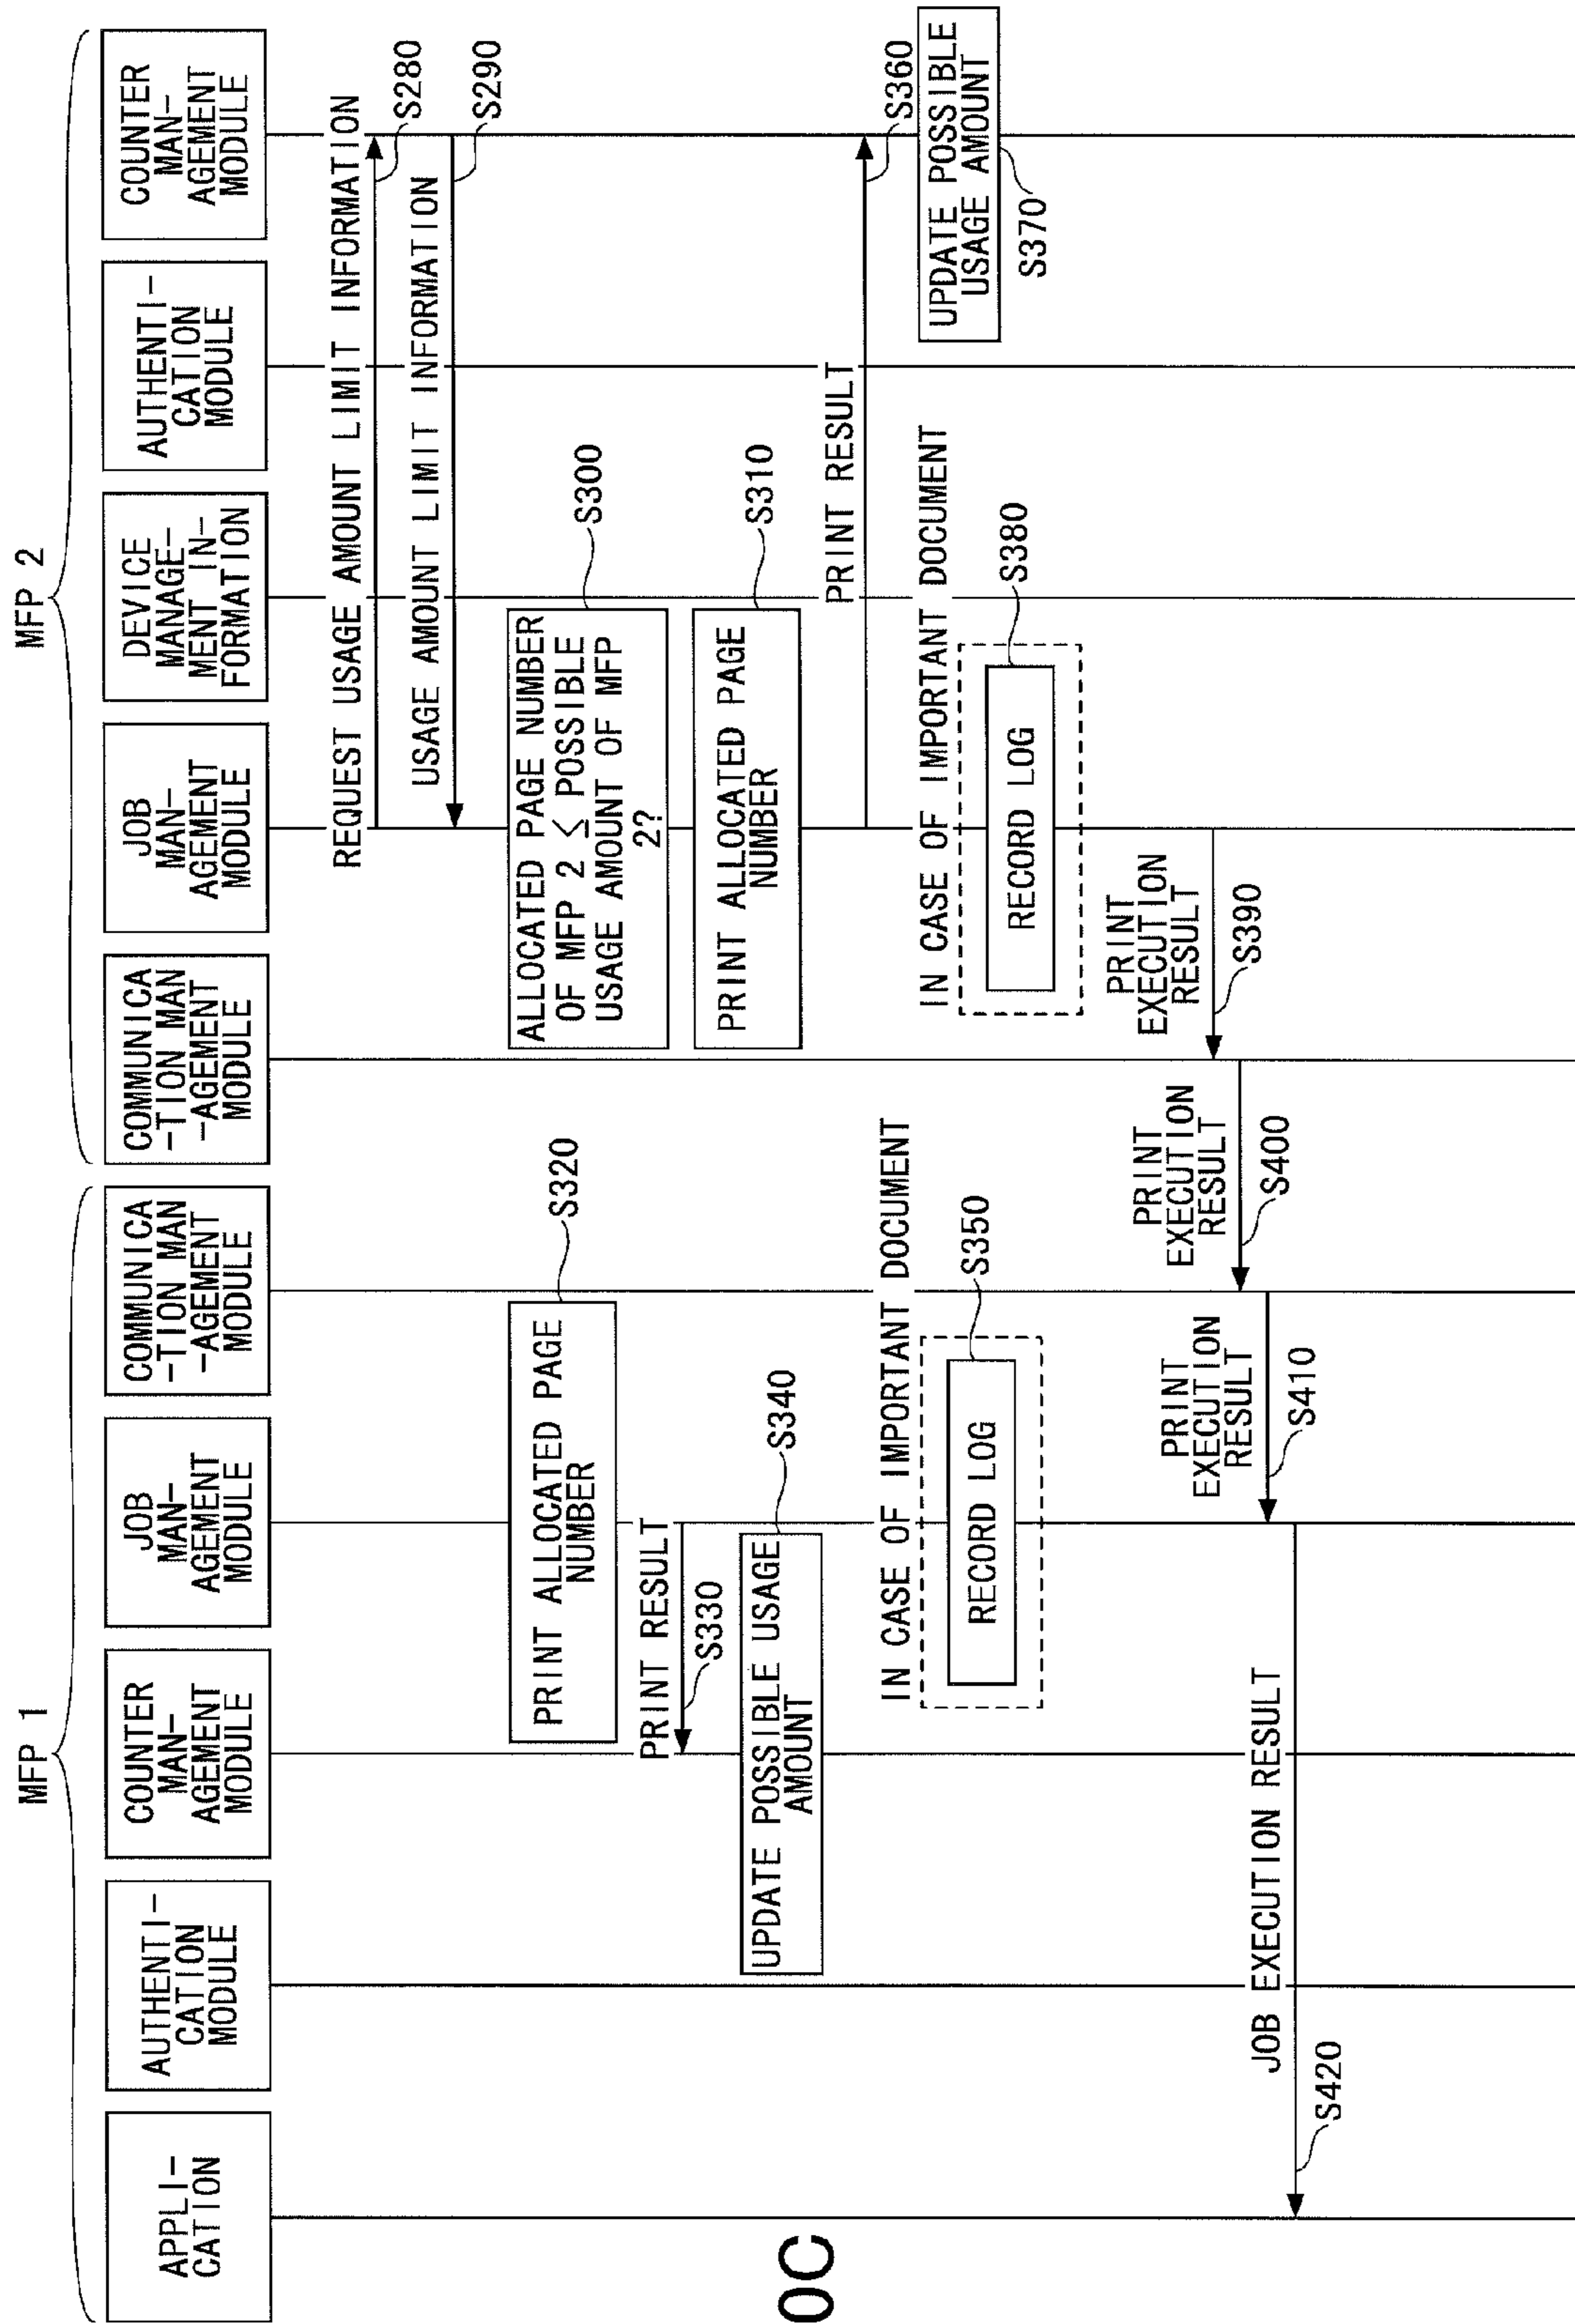 MFP 1
MFP 2
APPLI-
CATION
AUTHENTI-
CATION
MODULE
COUNTER
MAN-
AGEMENT
MODULE
JOB
MAN-
AGEMENT
MODULE
COMMUNICA
-TION MAN
-AGEMENT
MODULE
COMMUNICA
-TION MAN
-AGEMENT
MODULE
JOB
MAN-
AGEMENT
MODULE
DEVICE
MANAGE-
MENT IN-
FORMATION
AUTHENTI-
CATION
MODULE
COUNTER
MAN-
AGEMENT
MODULE
REQUEST USAGE AMOUNT LIMIT INFORMATION
S280
USAGE AMOUNT LIMIT INFORMATION
S290
ALLOCATED PAGE NUMBER
OF MFP 2 ≤ POSSIBLE
USAGE AMOUNT OF MFP
2?
S300
PRINT ALLOCATED PAGE
NUMBER
S310
PRINT ALLOCATED PAGE
NUMBER
S320
PRINT RESULT
S330
UPDATE POSSIBLE USAGE
AMOUNT
S340
IN CASE OF IMPORTANT DOCUMENT
RECORD LOG
S350
PRINT RESULT
S360
UPDATE POSSIBLE
USAGE AMOUNT
S370
IN CASE OF IMPORTANT DOCUMENT
RECORD LOG
S380
PRINT
EXECUTION
RESULT
S390
PRINT
EXECUTION
RESULT
S400
PRINT
EXECUTION
RESULT
S410
JOB EXECUTION RESULT
S420
0C